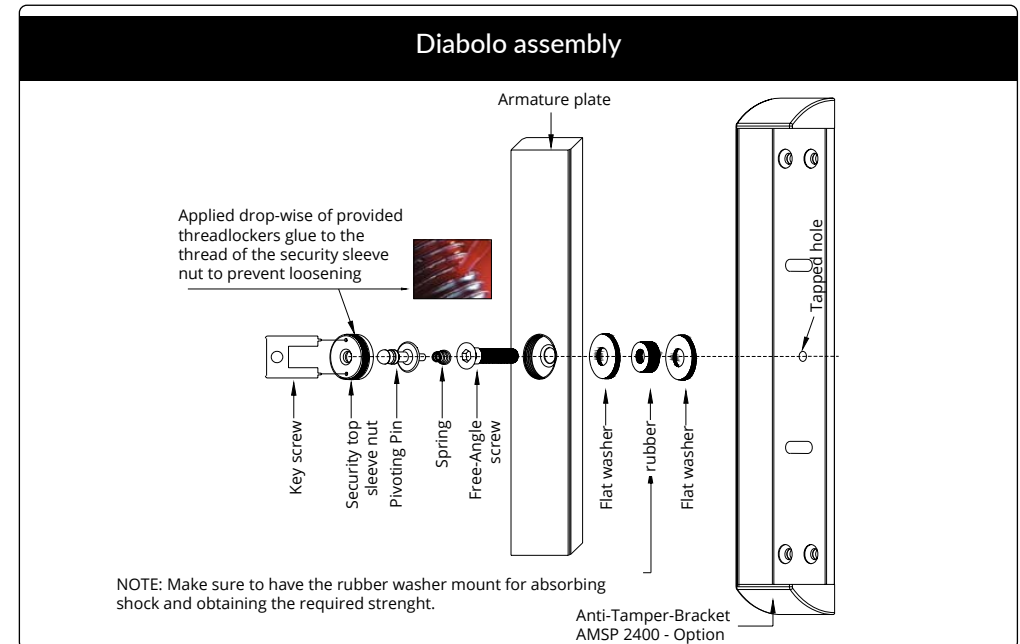 Diabolo assembly
Armature plate
Applied drop-wise of provided
threadlockers glue to the
thread of the security sleeve
nut to prevent loosening
Tapped hole
Key screw
Security top
sleeve nut
Pivoting Pin
Spring
Free-Angle
screw
Flat washer
rubber
Flat washer
NOTE: Make sure to have the rubber washer mount for absorbing
shock and obtaining the required strenght.
Anti-Tamper-Bracket
AMSP 2400 - Option